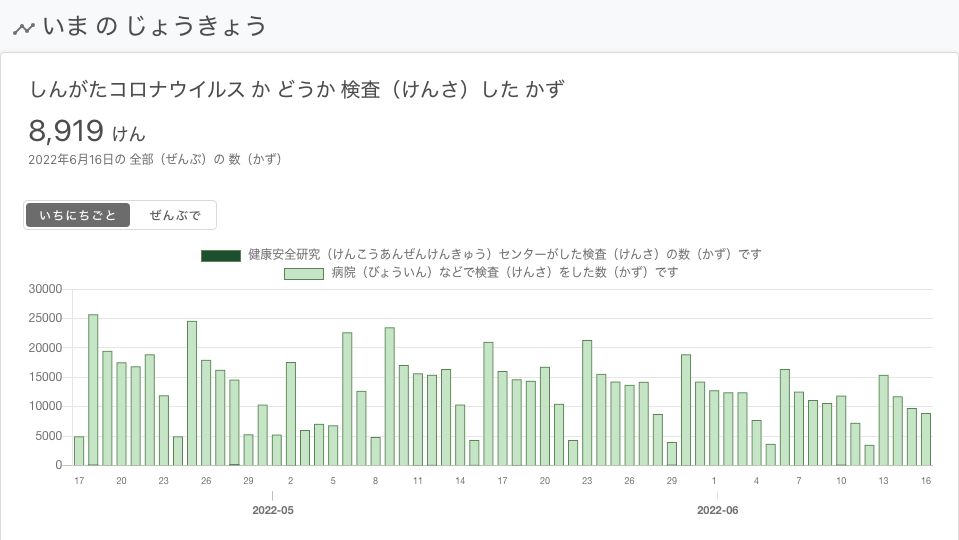 いま の じょうきょう
しんがたコロナウイルス か どうか 検査（けんさ）した かず
8,919 けん
2022年6月16日の 全部（ぜんぶ）の 数（かず）
いちにちごと ぜんぶで
健康安全研究（けんこうあんぜんけんきゅう）センターがした検査（けんさ）の数（かず）です
病院（びょういん）などで検査（けんさ）をした数（かず）です
30000
25000
20000
15000
10000
5000
0
17 20 23 26 29 2 5 8 11 14 17 20 23 26 29 1 4 7 10 13 16
2022-05 2022-06